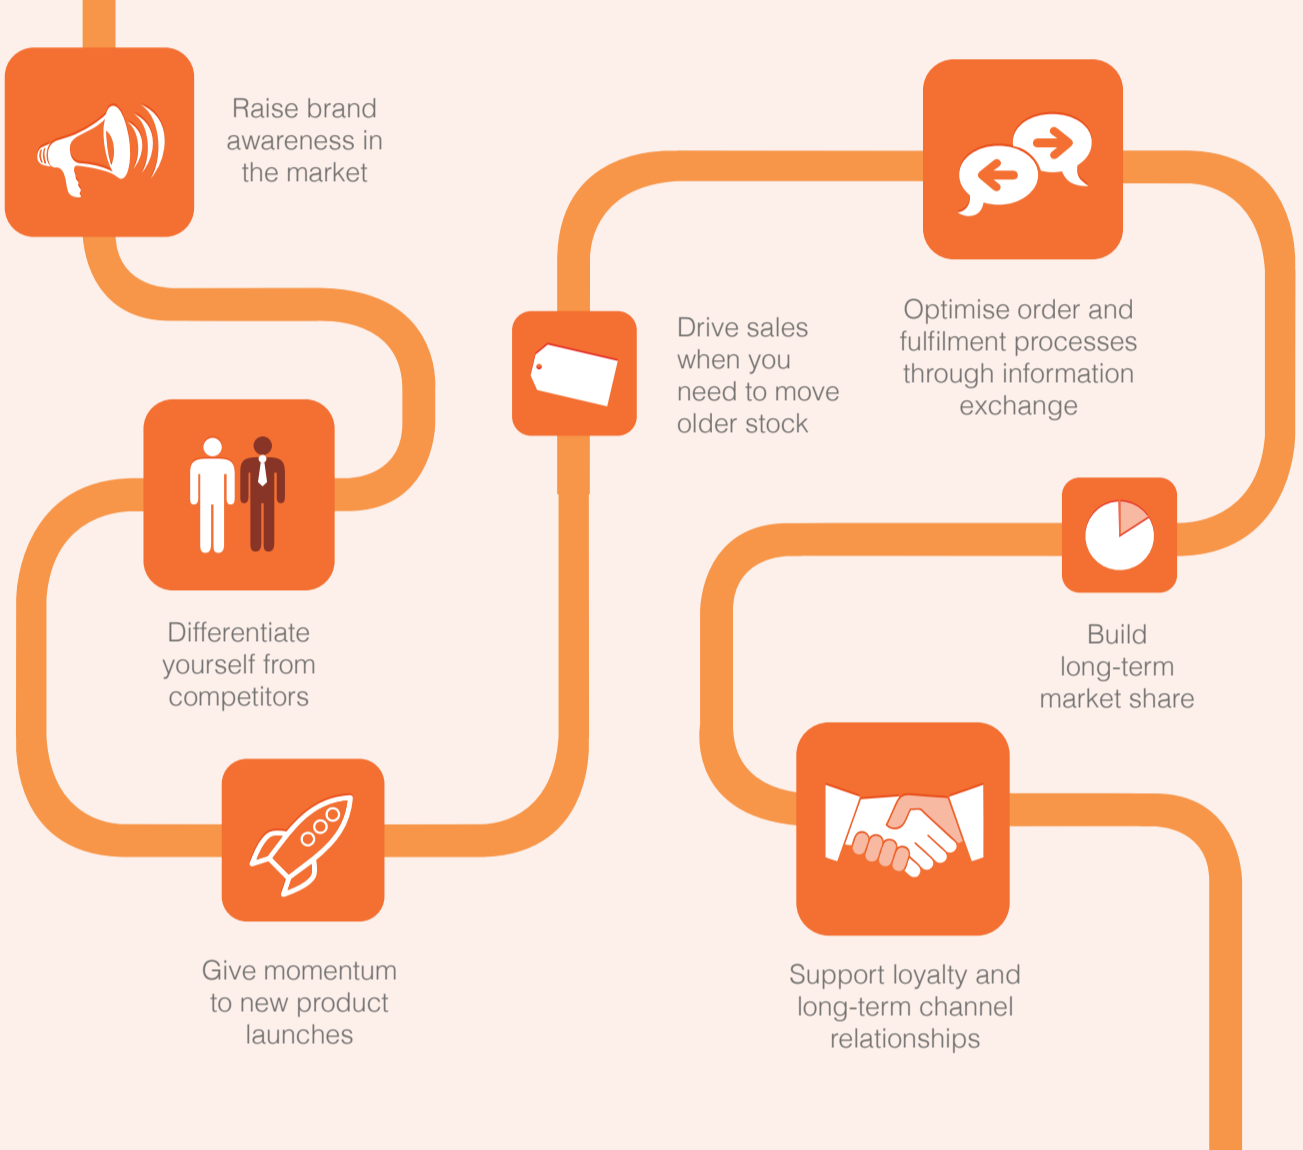 Raise brand
awareness in
the market
Differentiate
yourself from
competitors
Give momentum
to new product
launches
Drive sales
when you
need to move
older stock
Optimise order and
fulfilment processes
through information
exchange
Build
long-term
market share
Support loyalty and
long-term channel
relationships